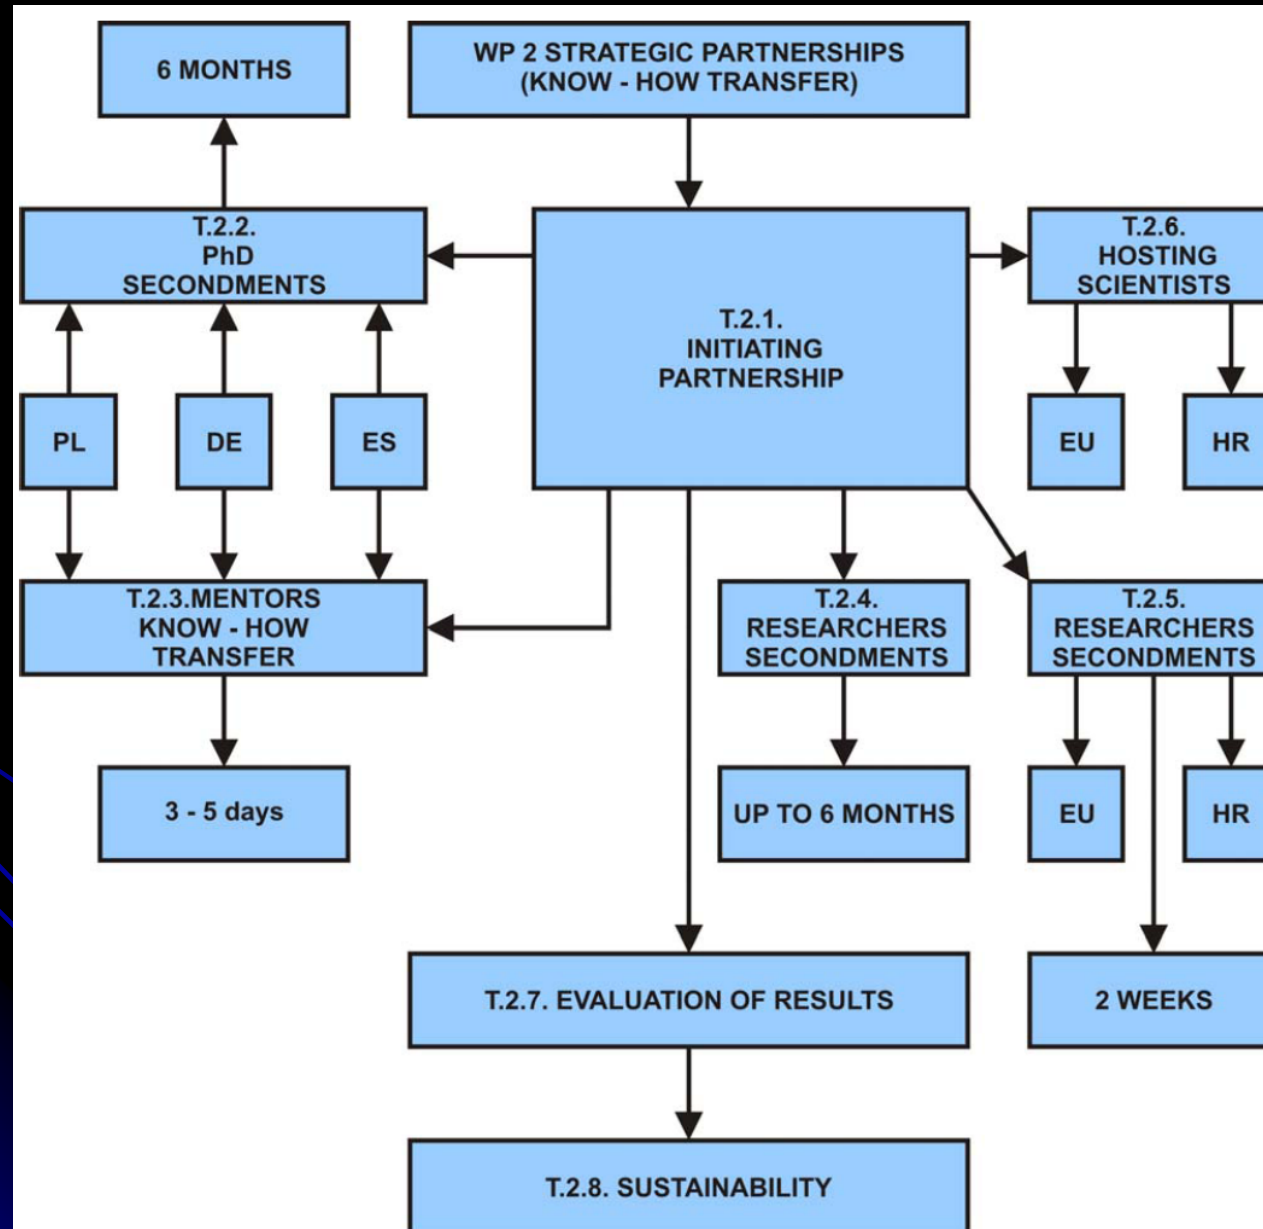 6 MONTHS
WP 2 STRATEGIC PARTNERSHIPS
(KNOW - HOW TRANSFER)
T.2.2.
PhD
SECONDMENTS
T.2.1.
INITIATING
PARTNERSHIP
T.2.6.
HOSTING
SCIENTISTS
PL
DE
ES
EU
HR
T.2.3.MENTORS
KNOW - HOW
TRANSFER
T.2.4.
RESEARCHERS
SECONDMENTS
T.2.5.
RESEARCHERS
SECONDMENTS
3 - 5 days
UP TO 6 MONTHS
EU
HR
T.2.7. EVALUATION OF RESULTS
2 WEEKS
T.2.8. SUSTAINABILITY